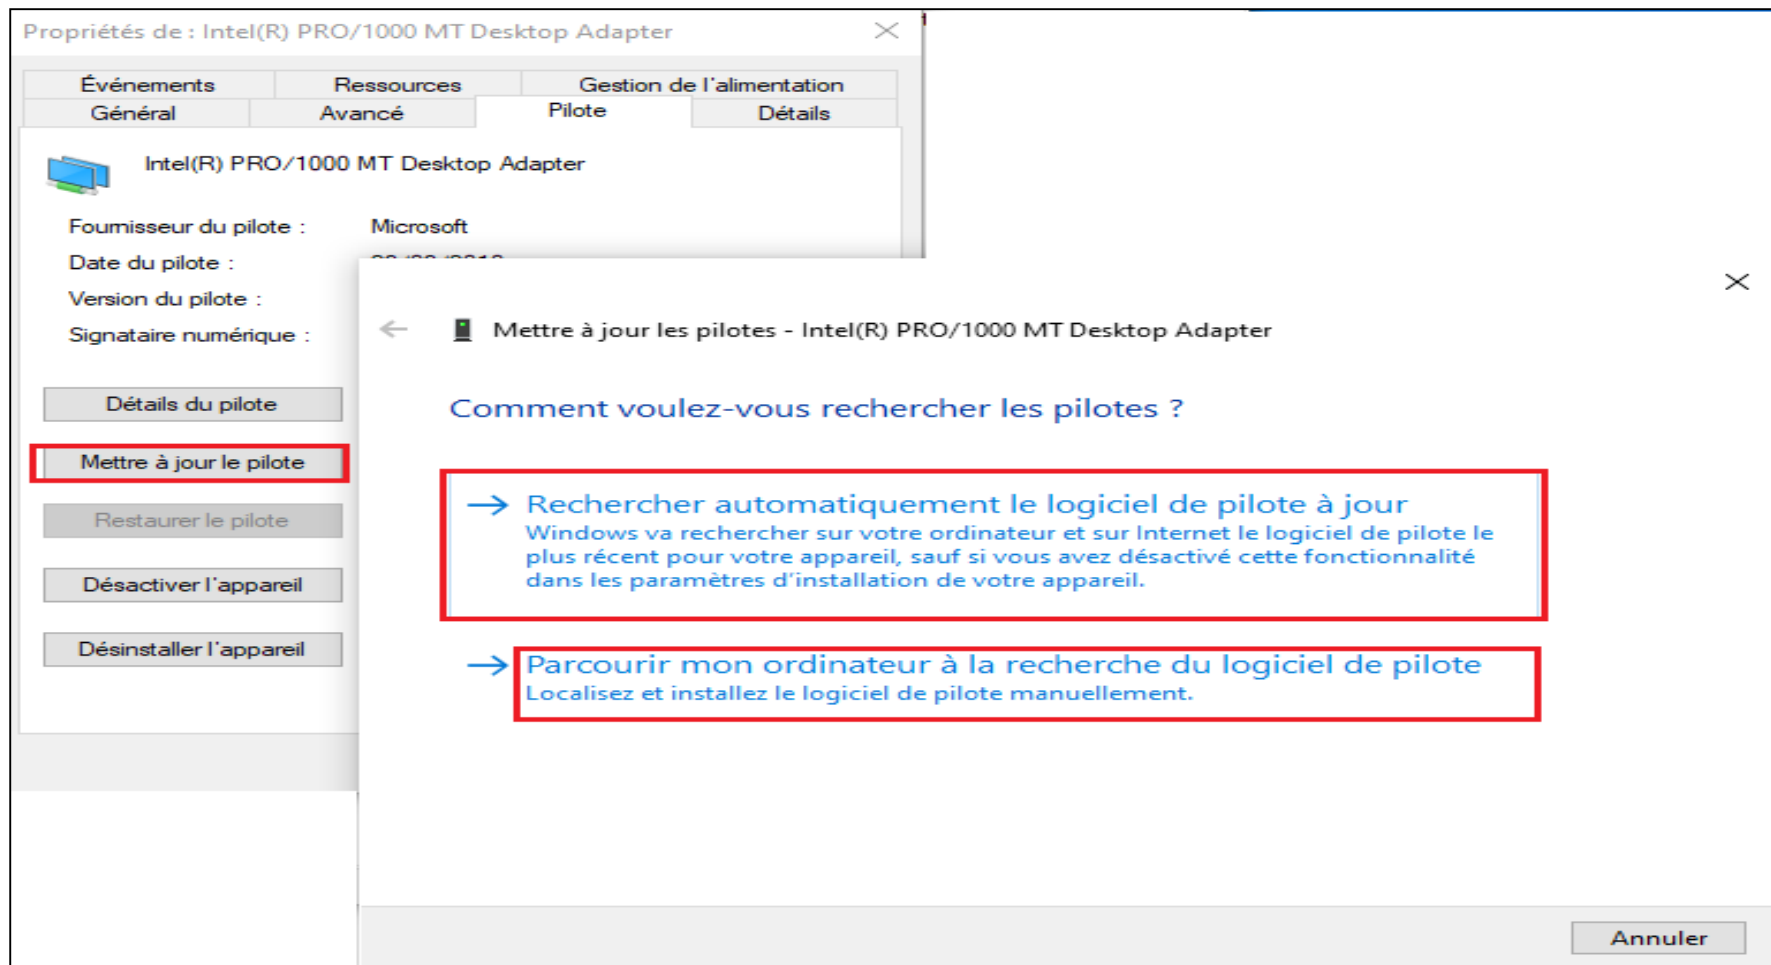 Propriétés de : Intel(R) PRO/1000 MT Desktop Adapter
Événements Ressources Gestion de l'alimentation
Général Avancé Pilote Détails
Intel(R) PRO/1000 MT Desktop Adapter
Fournisseur du pilote : Microsoft
Date du pilote :
Version du pilote :
Signataire numérique :
Détails du pilote
Mettre à jour le pilote
Restaurer le pilote
Désactiver l'appareil
Désinstaller l'appareil
Mettre à jour les pilotes - Intel(R) PRO/1000 MT Desktop Adapter
Comment voulez-vous rechercher les pilotes ?
Rechercher automatiquement le logiciel de pilote à jour
Windows va rechercher sur votre ordinateur et sur Internet le logiciel de pilote le
plus récent pour votre appareil, sauf si vous avez désactivé cette fonctionnalité
dans les paramètres d'installation de votre appareil.
Parcourir mon ordinateur à la recherche du logiciel de pilote
Localisez et installez le logiciel de pilote manuellement.
Annuler